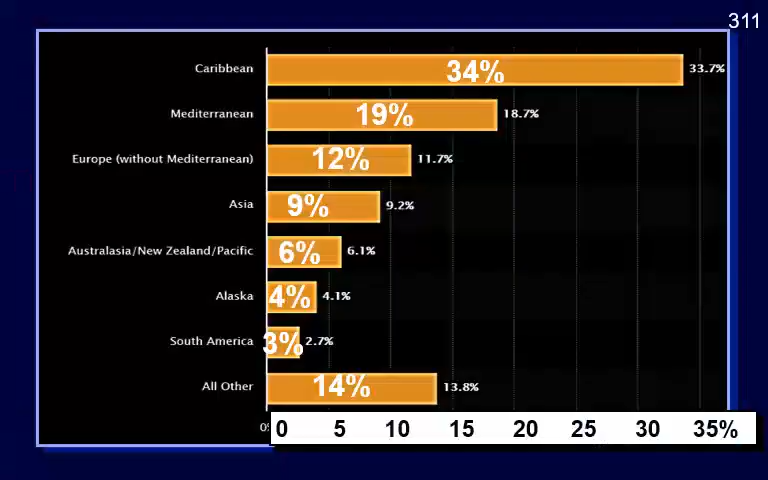 311
Caribbean 34% 33.7%
Mediterranean 19% 18.7%
Europe (without Mediterranean) 12% 11.7%
Asia 9% 9.2%
Australasia/New Zealand/Pacific 6% 6.1%
Alaska 4% 4.1%
South America 3% 2.7%
All Other 14% 13.8%
0 0 5 10 15 20 25 30 35%